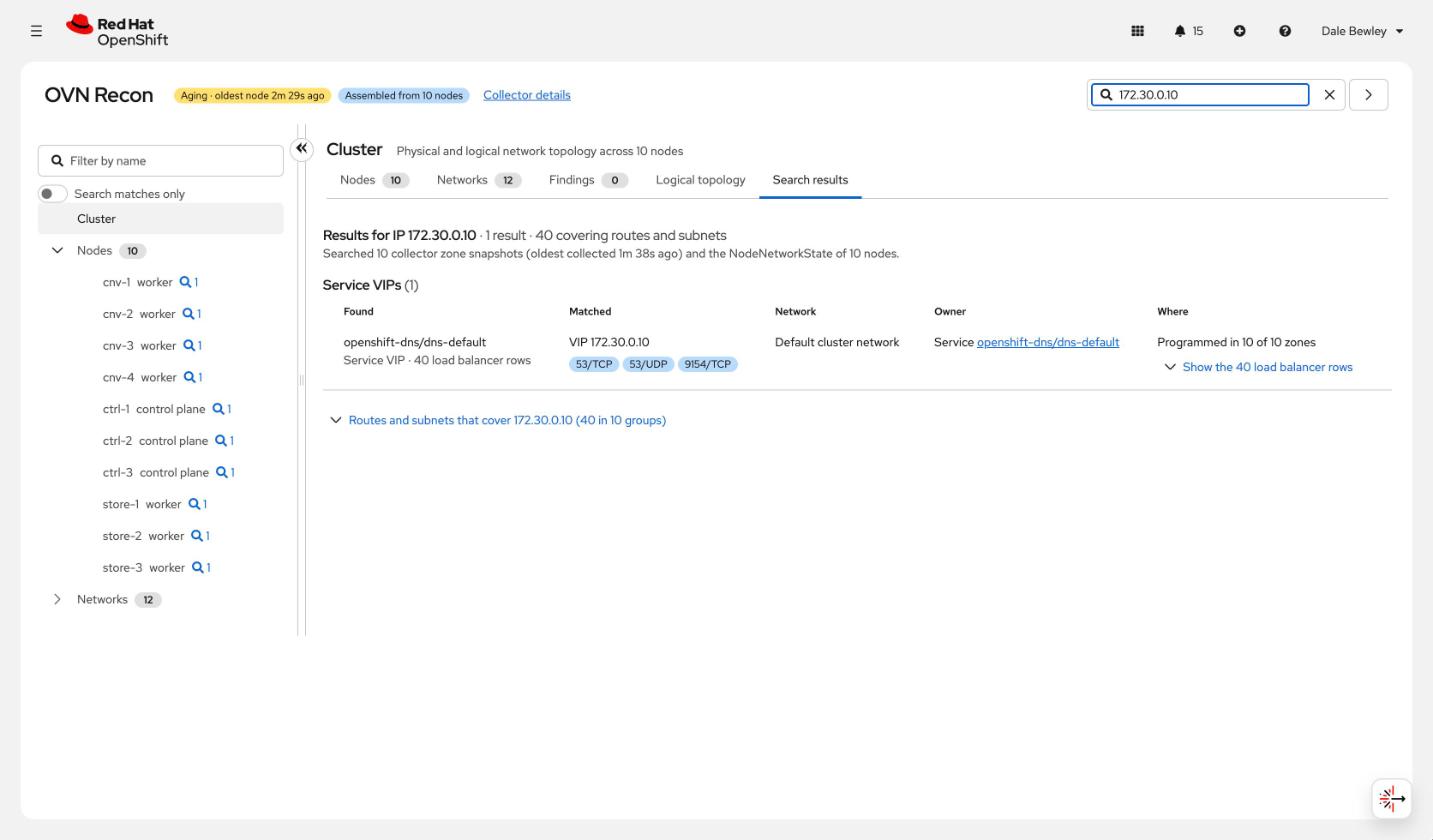 Red Hat
OpenShift
15
Dale Bewley
OVN Recon
Aging · oldest node 2m 29s ago
Assembled from 10 nodes
Collector details
172.30.0.10
Filter by name
Search matches only
Cluster
Nodes 10
cnv-1 worker 1
cnv-2 worker 1
cnv-3 worker 1
cnv-4 worker 1
ctrl-1 control plane 1
ctrl-2 control plane 1
ctrl-3 control plane 1
store-1 worker 1
store-2 worker 1
store-3 worker 1
Networks 12
Cluster Physical and logical network topology across 10 nodes
Nodes 10 Networks 12 Findings 0 Logical topology Search results
Results for IP 172.30.0.10 · 1 result · 40 covering routes and subnets
Searched 10 collector zone snapshots (oldest collected 1m 38s ago) and the NodeNetworkState of 10 nodes.
Service VIPs (1)
Found Matched Network Owner Where
openshift-dns/dns-default VIP 172.30.0.10 Default cluster network Service openshift-dns/dns-default Programmed in 10 of 10 zones
Service VIP · 40 load balancer rows 53/TCP 53/UDP 9154/TCP Show the 40 load balancer rows
Routes and subnets that cover 172.30.0.10 (40 in 10 groups)